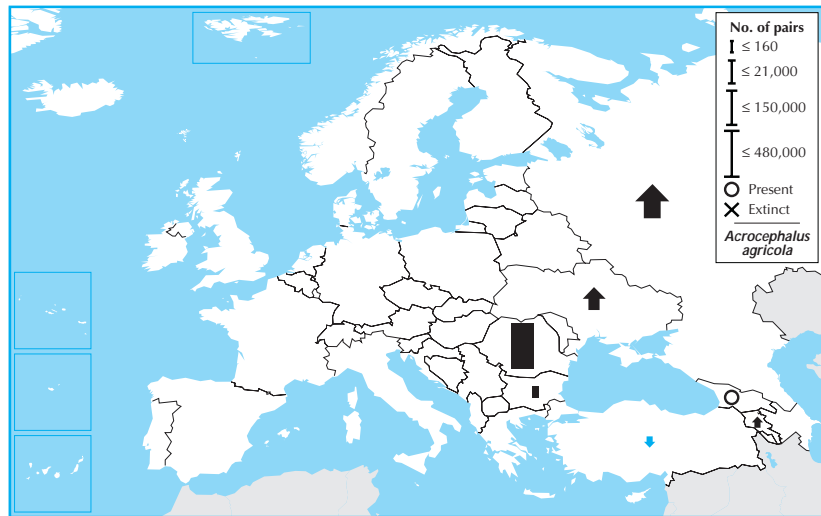 No. of pairs
≤ 160
≤ 21,000
≤ 150,000
≤ 480,000
Present
Extinct
Acrocephalus
agricola